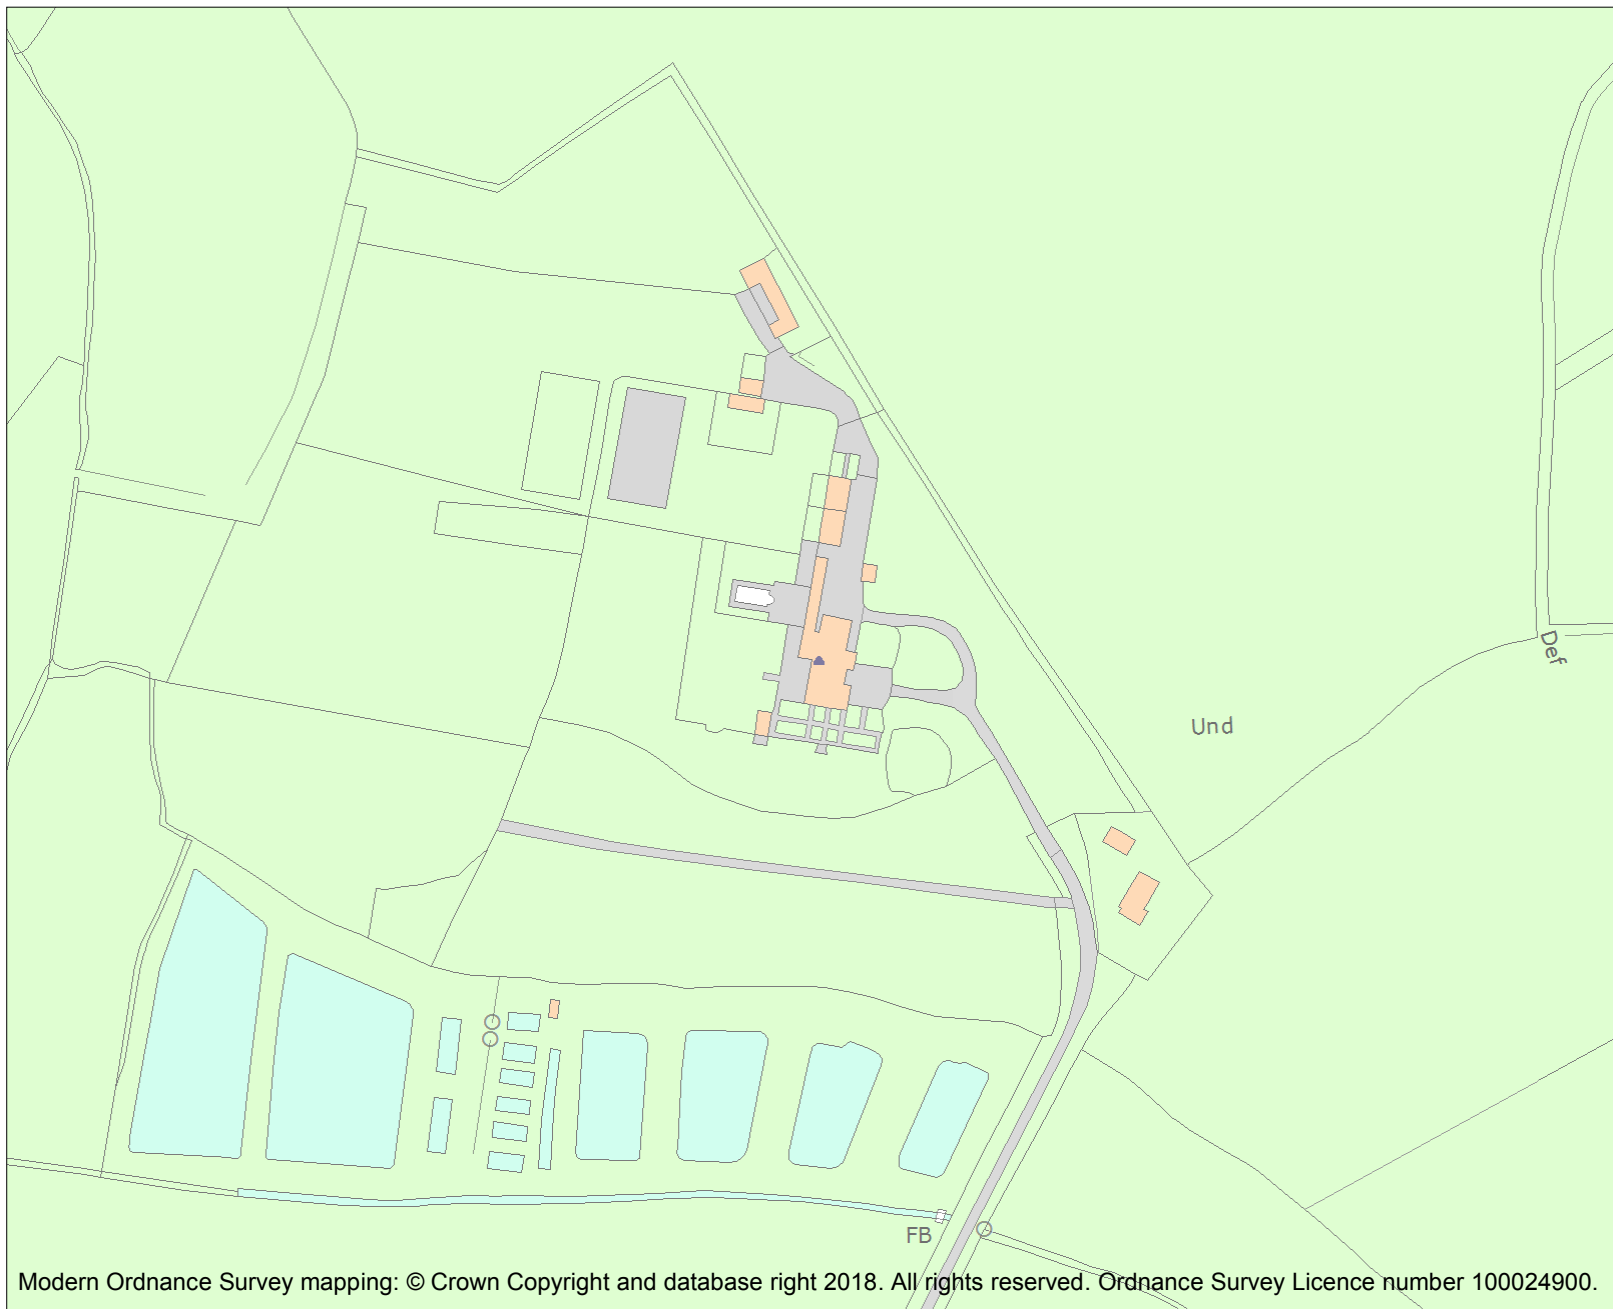 Def
Und
FB
Modern Ordnance Survey mapping: © Crown Copyright and database right 2018. All rights reserved. Ordnance Survey Licence number 100024900.